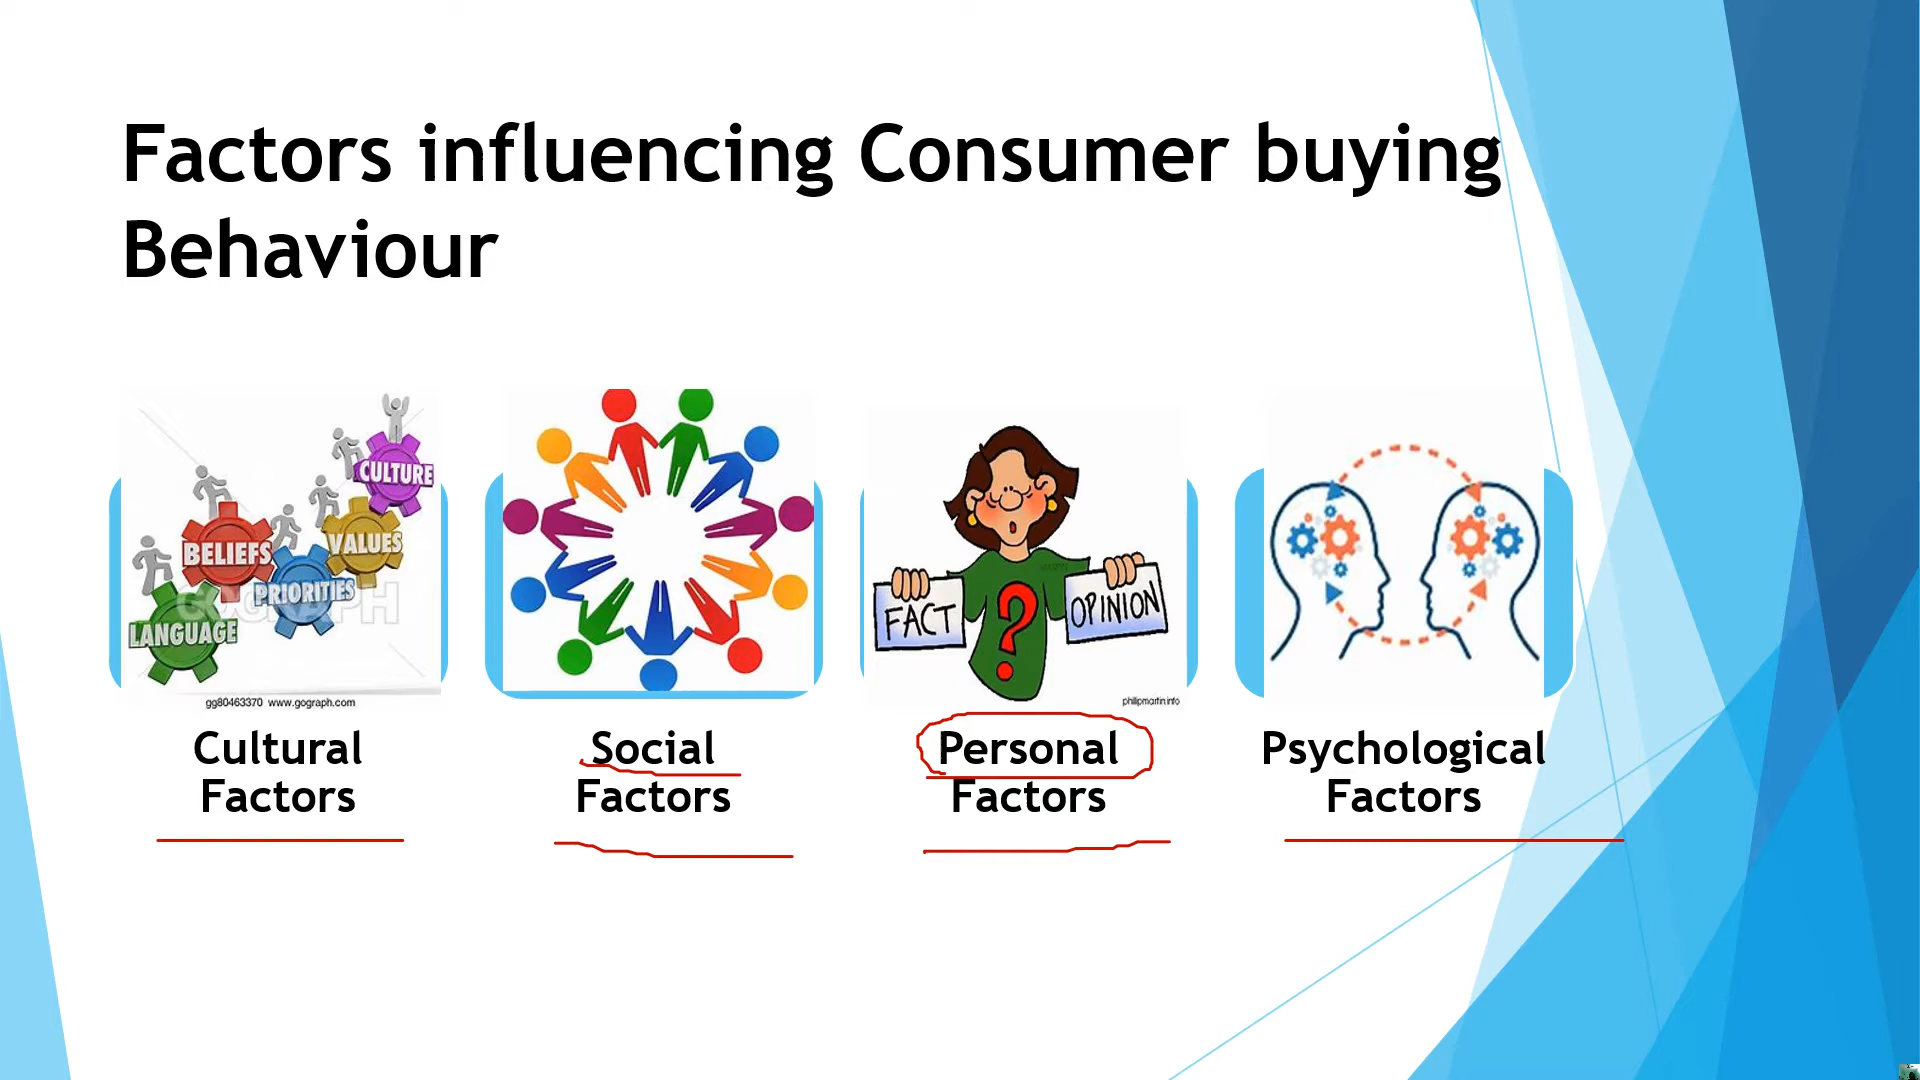 Factors influencing Consumer buying
Behaviour
CULTURE
BELIEFS
VALUES
PRIORITIES
LANGUAGE
GOGRAPH
gg80463370 www.gograph.com
FACT
?
OPINION
philipmartin.info
Cultural
Factors
Social
Factors
Personal
Factors
Psychological
Factors